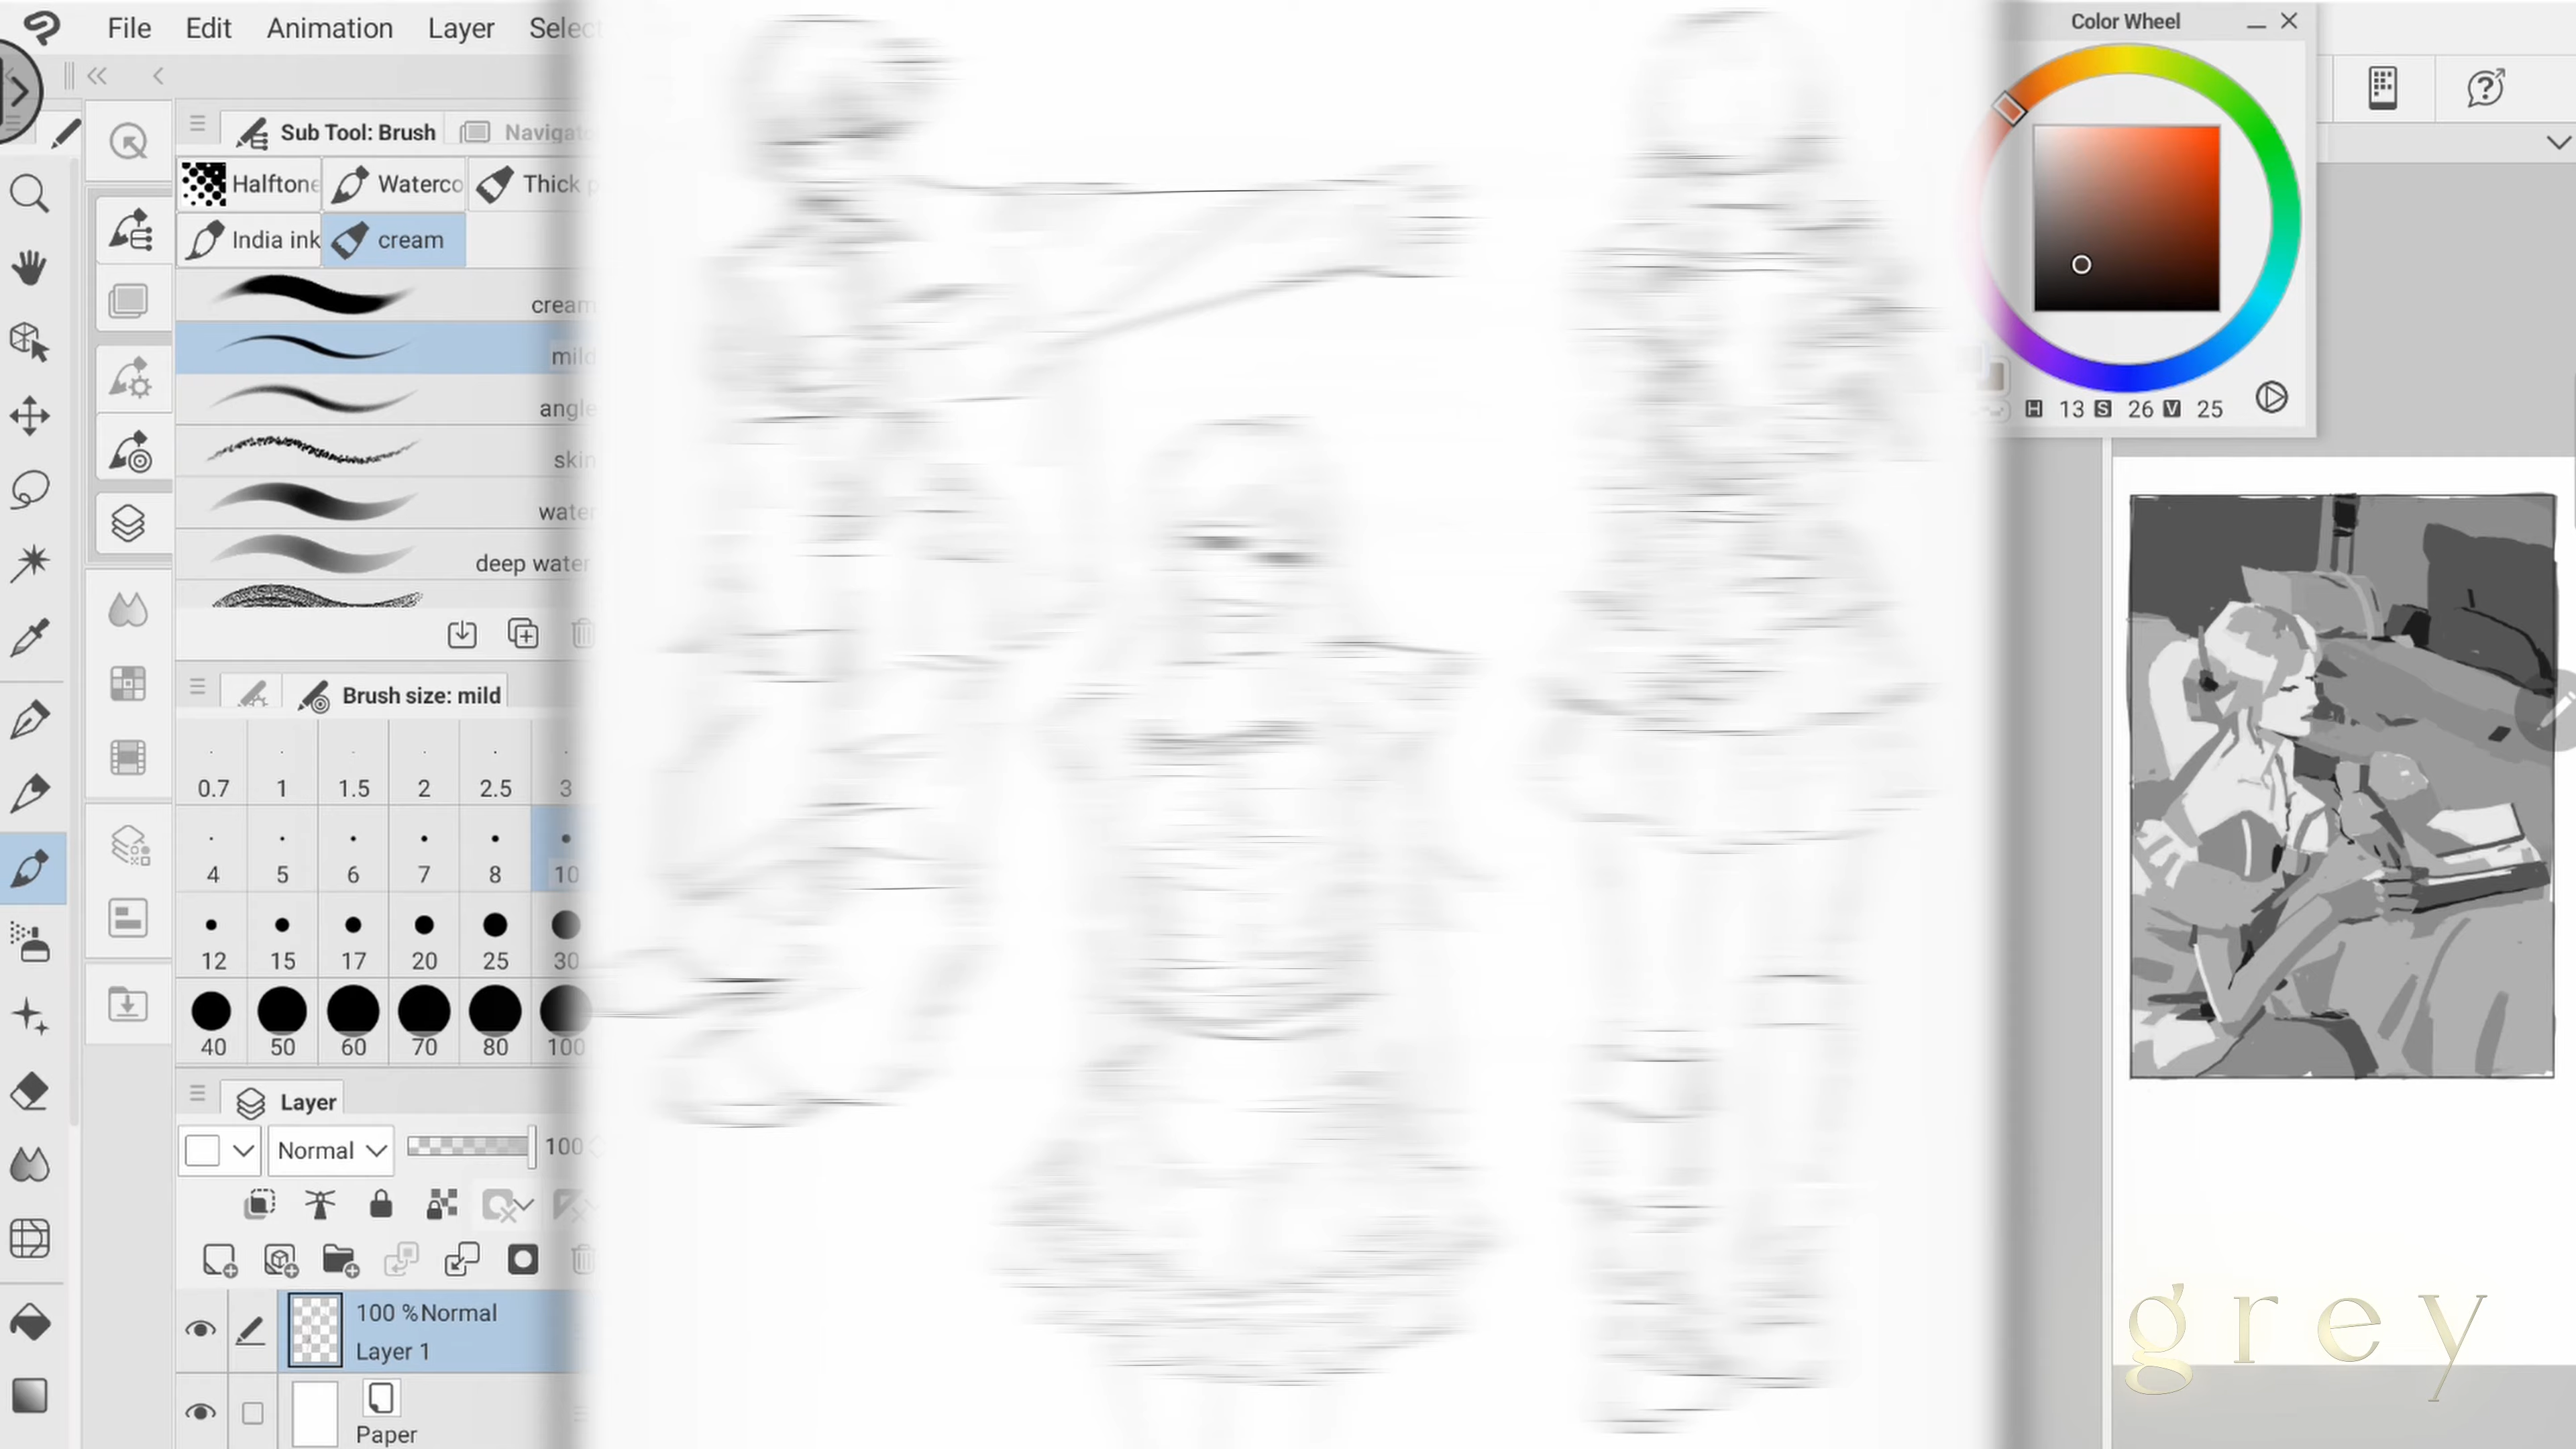 File Edit Animation Layer Select
Color Wheel
Sub Tool: Brush
Halftone
India ink cream
cream
mild
angle
skin
water
deep water
H 13 S 26 V 25
Brush size: mild
0.7 1 1.5 2 2.5 3
4 5 6 7 8 10
12 15 17 20 25 30
40 50 60 70 80 100
Layer
Normal 100
100 % Normal
Layer 1
Paper
grey